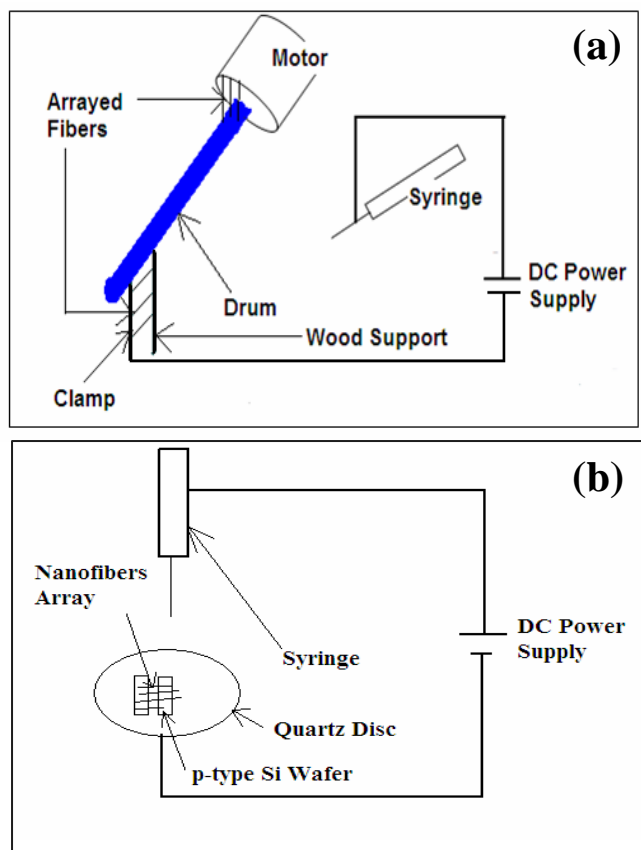 (a)
Motor
Arrayed
Fibers
Syringe
DC Power
Supply
Drum
Wood Support
Clamp
(b)
Nanofibers
Array
DC Power
Supply
Syringe
Quartz Disc
p-type Si Wafer